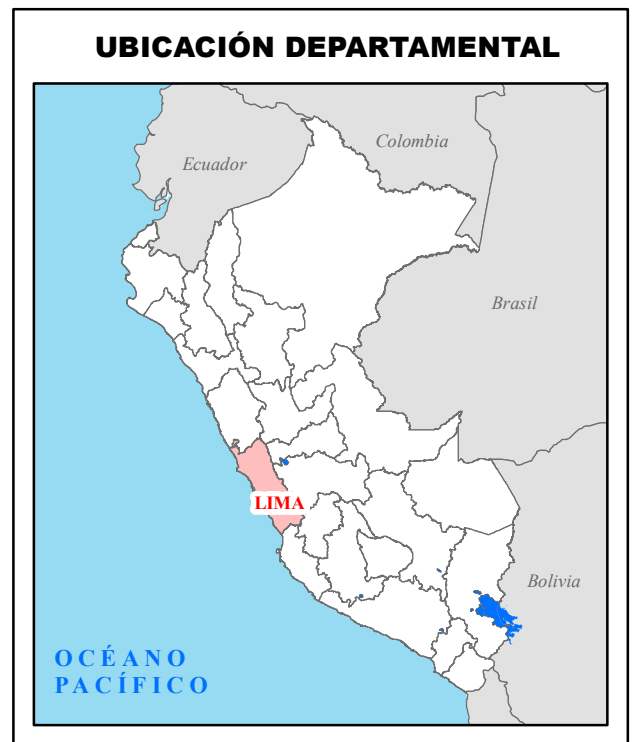 UBICACIÓN DEPARTAMENTAL
Colombia
Ecuador
Brasil
LIMA
Bolivia
OCÉANO
PACÍFICO